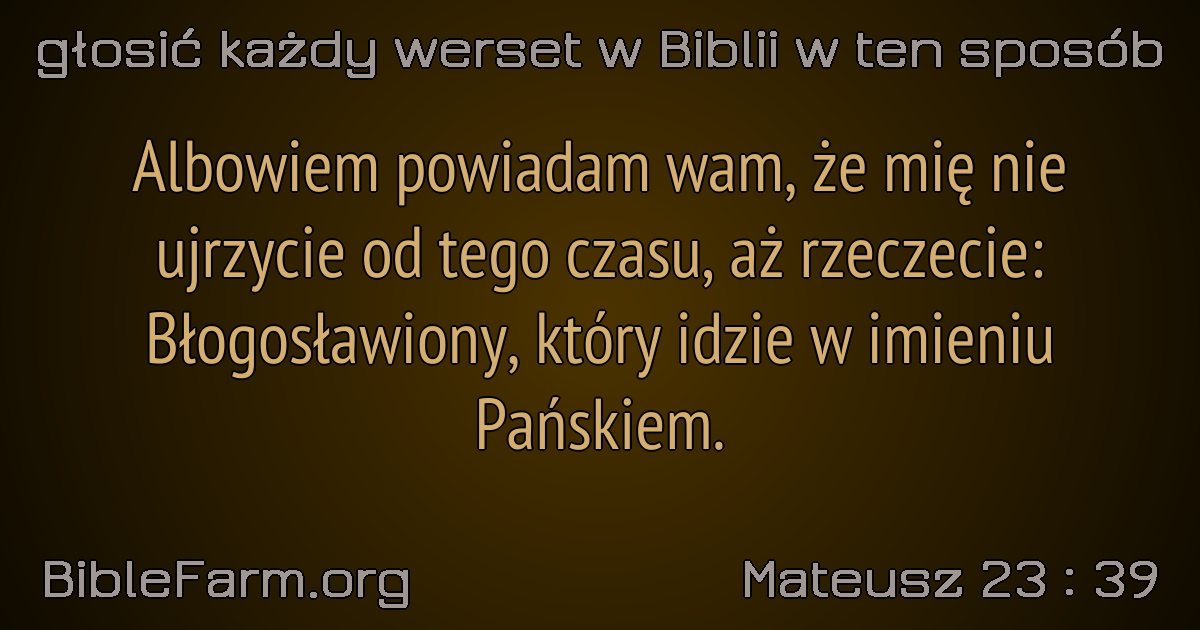 głosić każdy werset w Biblii w ten sposób
Albowiem powiadam wam, że mię nie
ujrzycie od tego czasu, aż rzeczecie:
Błogosławiony, który idzie w imieniu
Pańskiem.
BibleFarm.org
Mateusz 23 : 39